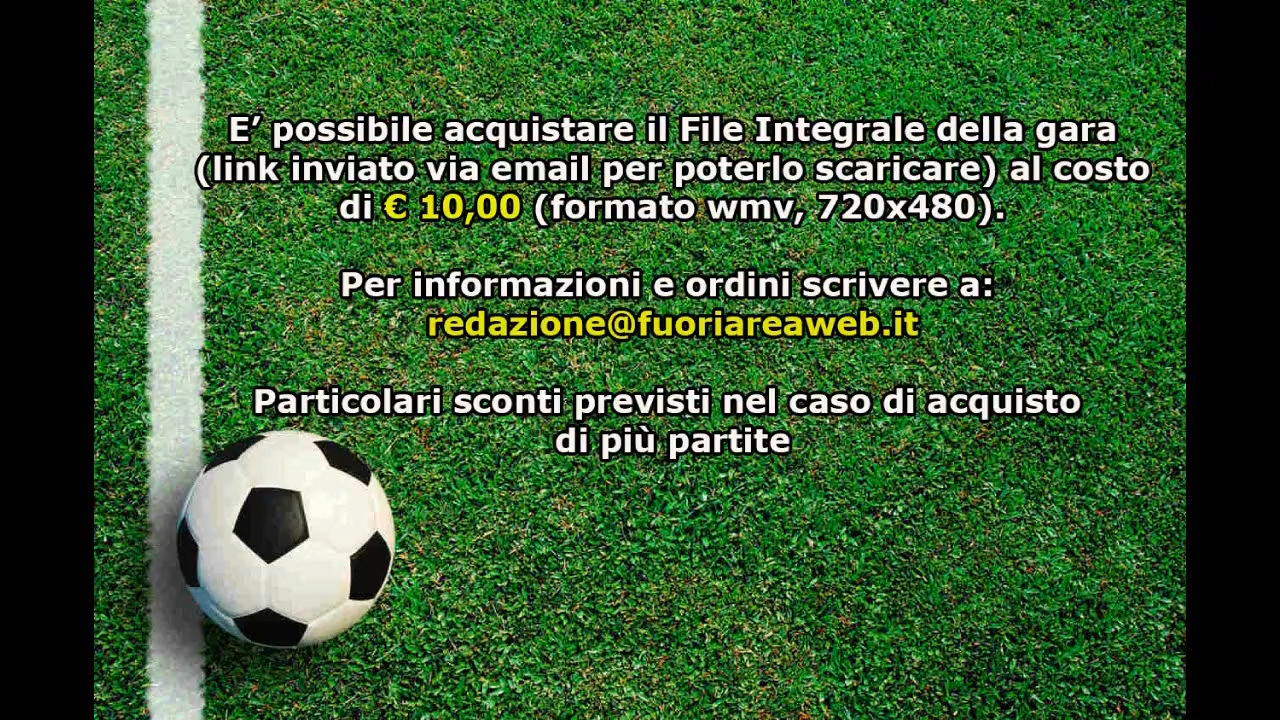 E’ possibile acquistare il File Integrale della gara
(link inviato via email per poterlo scaricare) al costo
di € 10,00 (formato wmv, 720x480).
Per informazioni e ordini scrivere a:
redazione@fuoriareaweb.it
Particolari sconti previsti nel caso di acquisto
di più partite